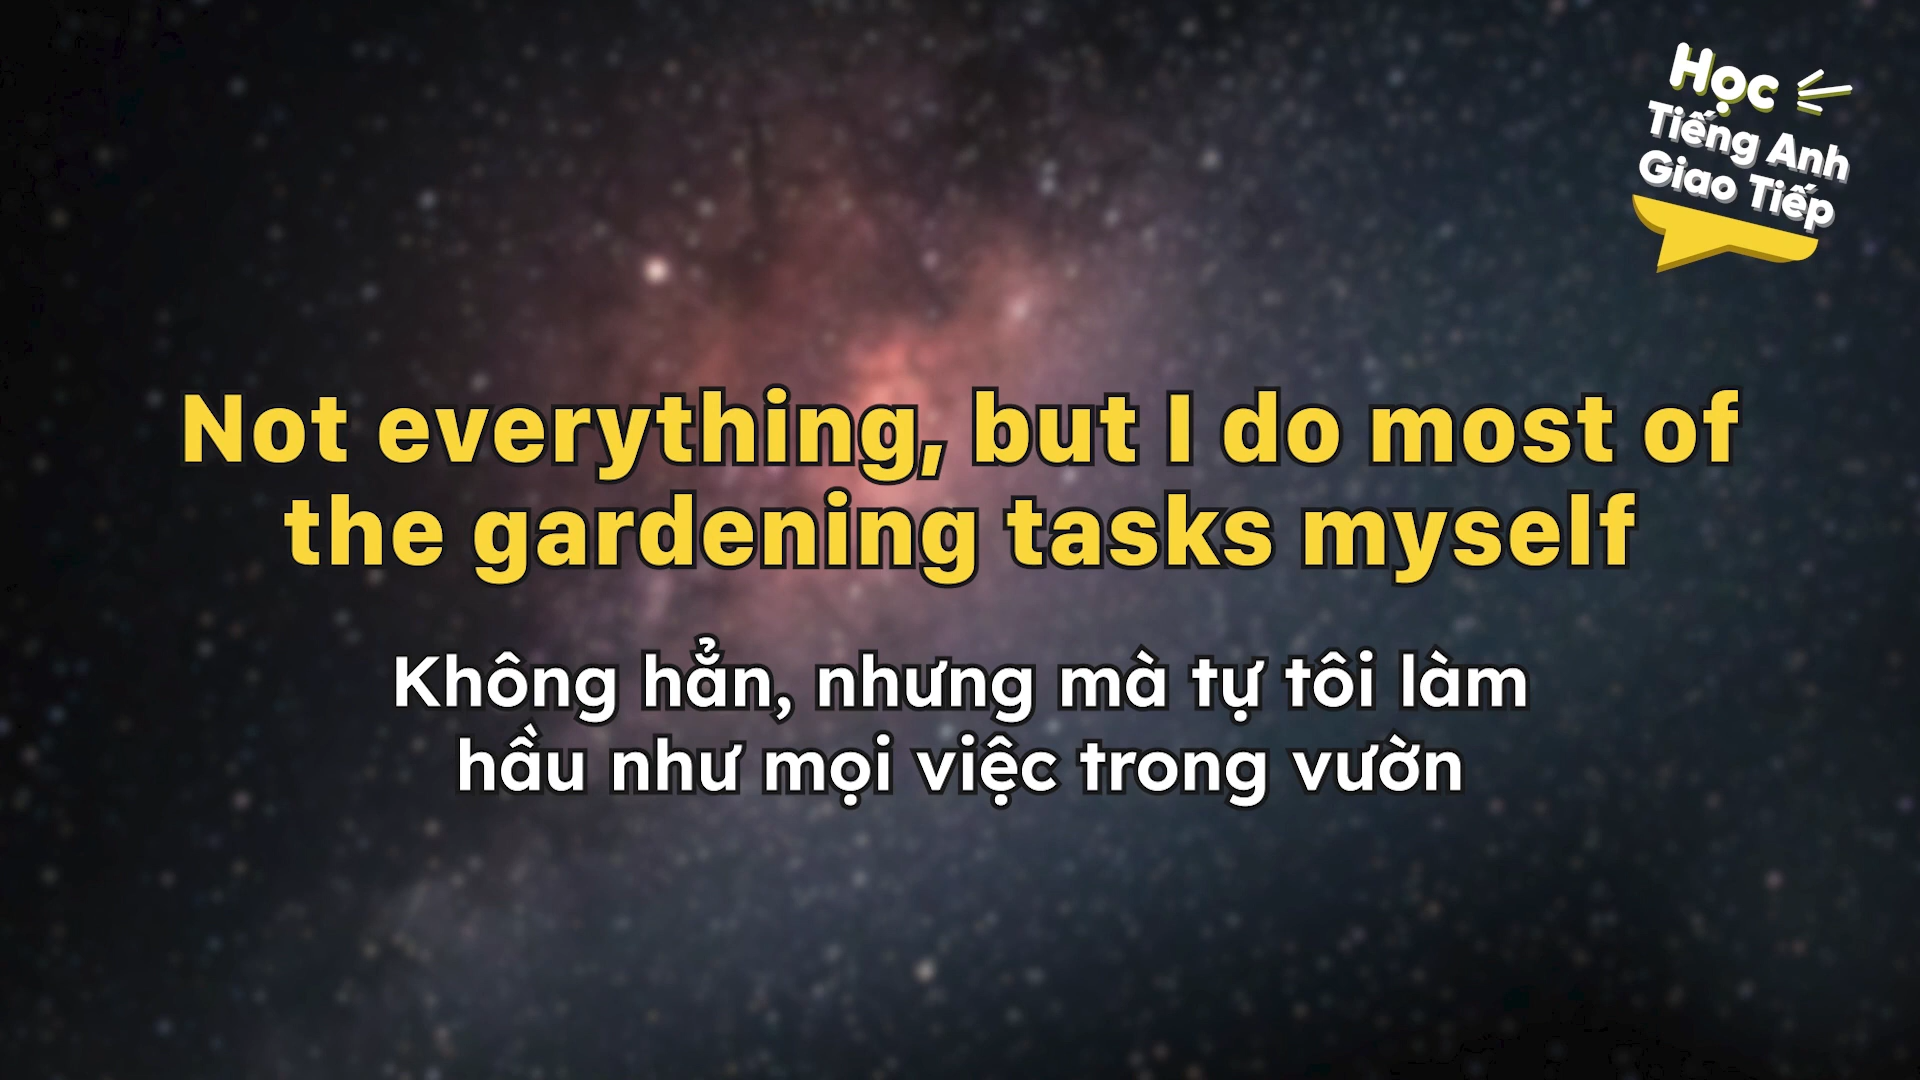 Học
Tiếng Anh
Giao Tiếp
Not everything, but I do most of
the gardening tasks myself
Không hẳn, nhưng mà tự tôi làm
hầu như mọi việc trong vườn